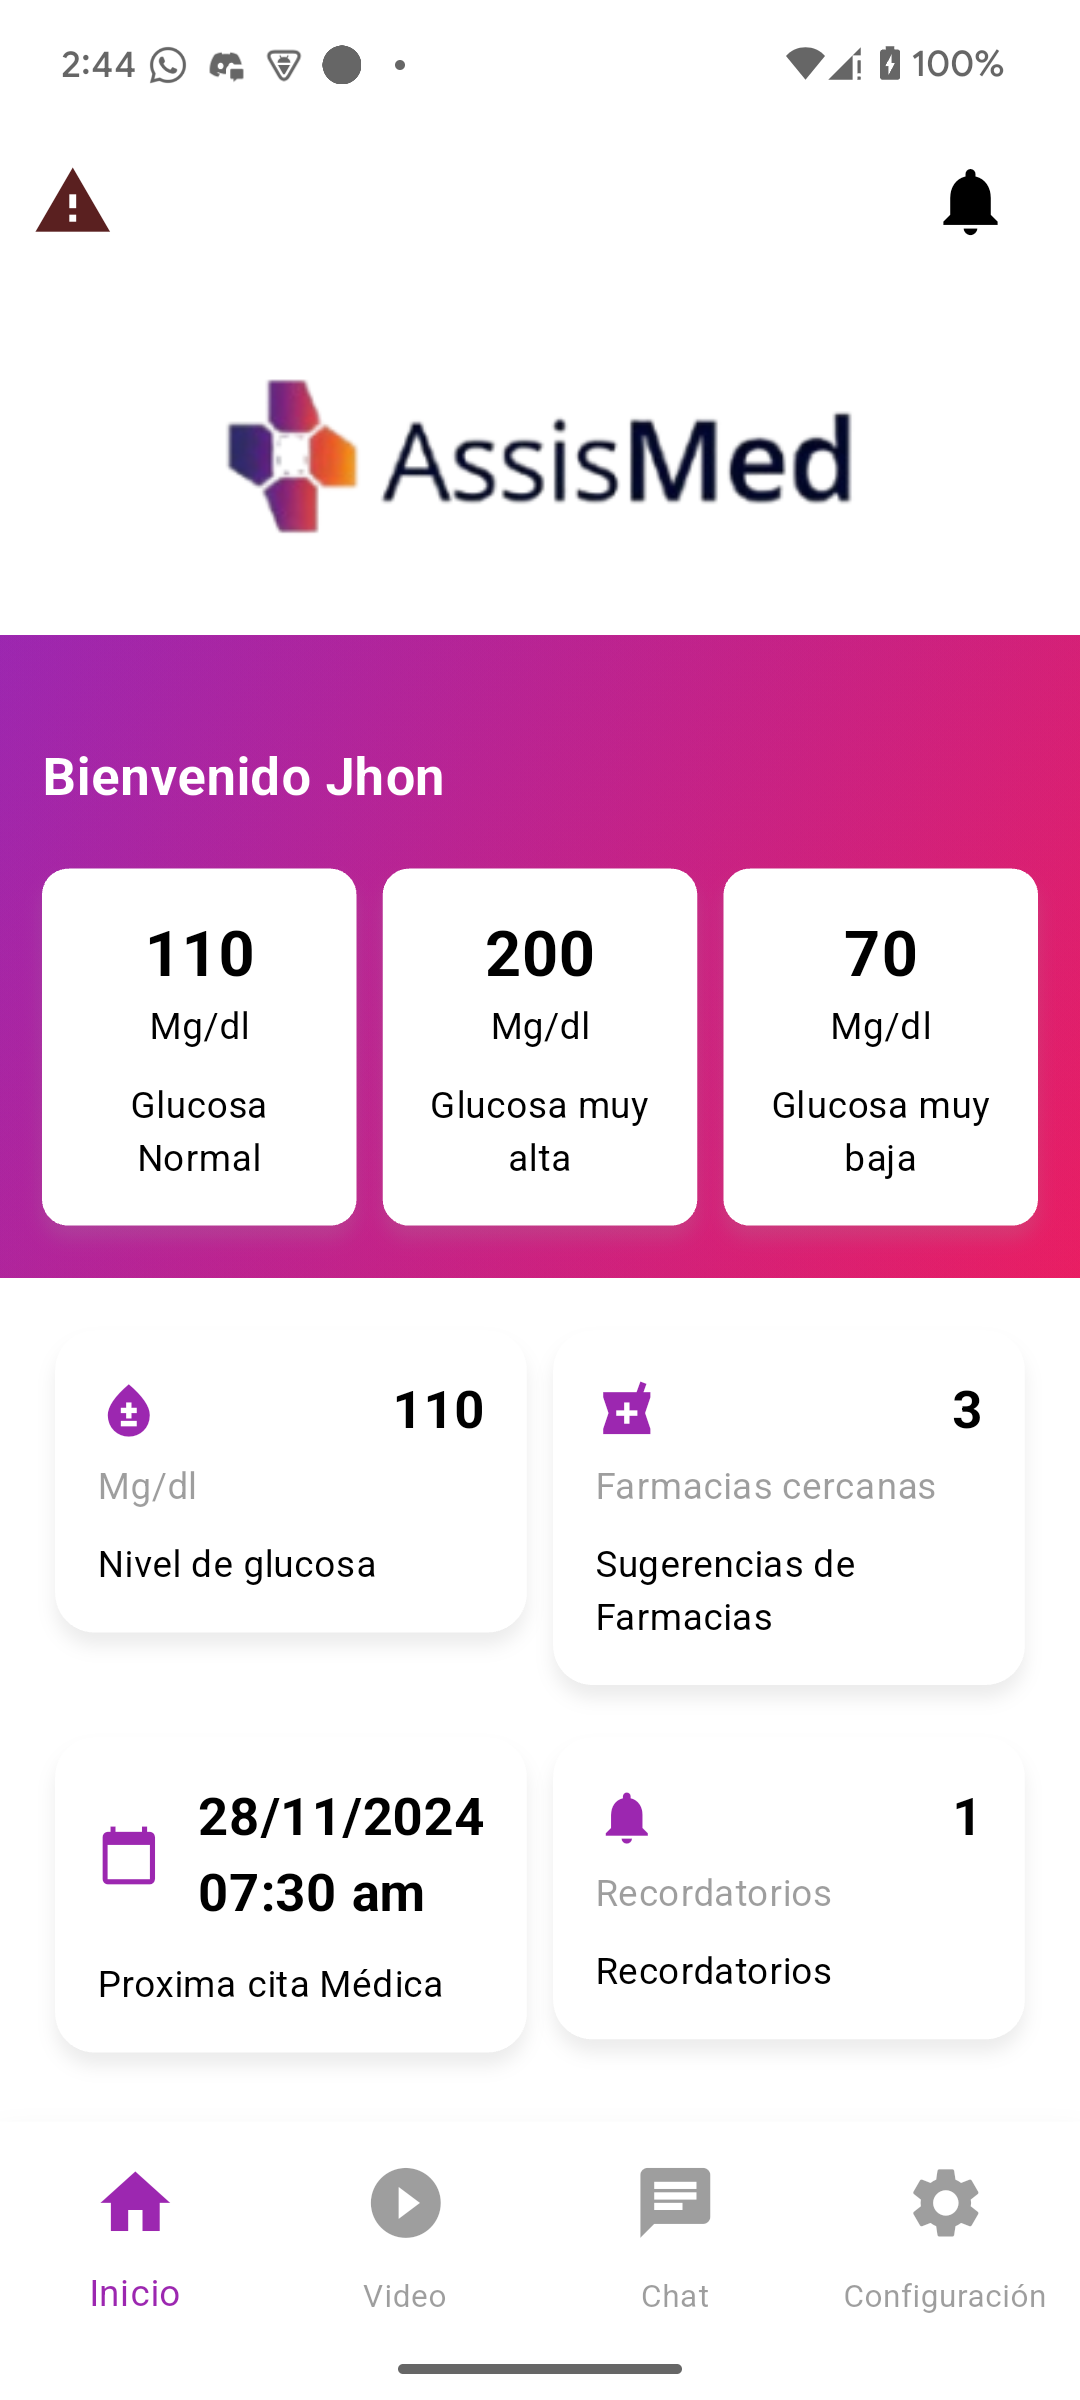 2:44
100%
AssisMed
Bienvenido Jhon
110
Mg/dl
Glucosa
Normal
200
Mg/dl
Glucosa muy
alta
70
Mg/dl
Glucosa muy
baja
110
Mg/dl
Nivel de glucosa
3
Farmacias cercanas
Sugerencias de
Farmacias
28/11/2024
07:30 am
Proxima cita Médica
1
Recordatorios
Recordatorios
Inicio
Video
Chat
Configuración